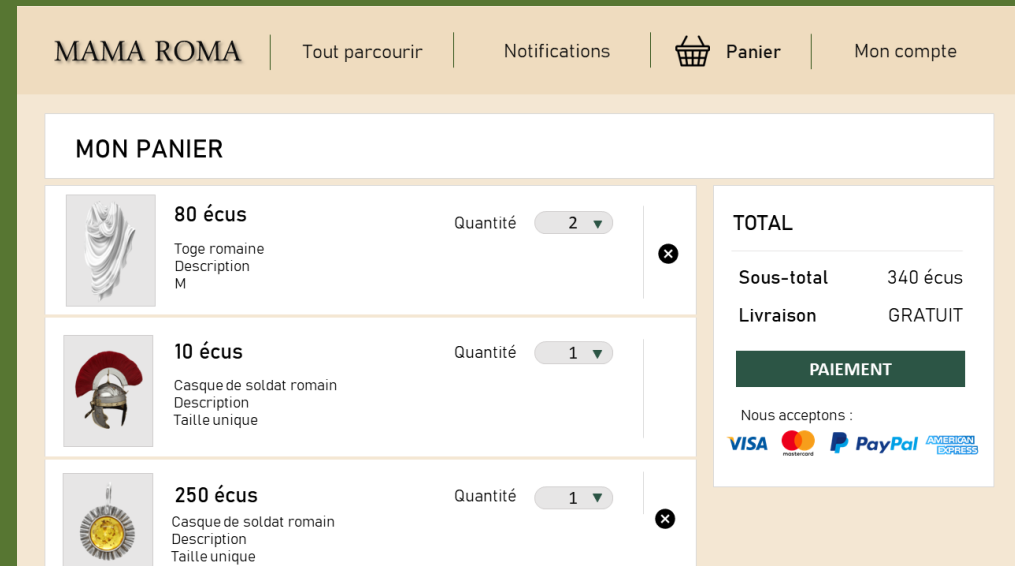 MAMA ROMA
Tout parcourir
Notifications
Panier
Mon compte
MON PANIER
80 écus
Quantité 2
Toge romaine
Description
M
10 écus
Quantité 1
Casque de soldat romain
Description
Taille unique
250 écus
Quantité 1
Casque de soldat romain
Description
Taille unique
TOTAL
Sous-total 340 écus
Livraison GRATUIT
PAIEMENT
Nous acceptons :
VISA
mastercard
PayPal
AMERICAN
EXPRESS